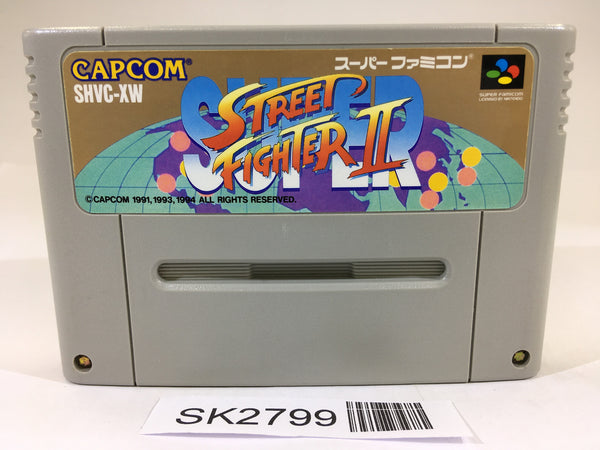 CAPCOM®
スーパーファミコン®
SHVC-XW
SUPER FAMICOM
LICENSED BY NINTENDO
SUPER
STREET
FIGHTER II
©CAPCOM 1991,1993,1994 ALL RIGHTS RESERVED.
SK2799